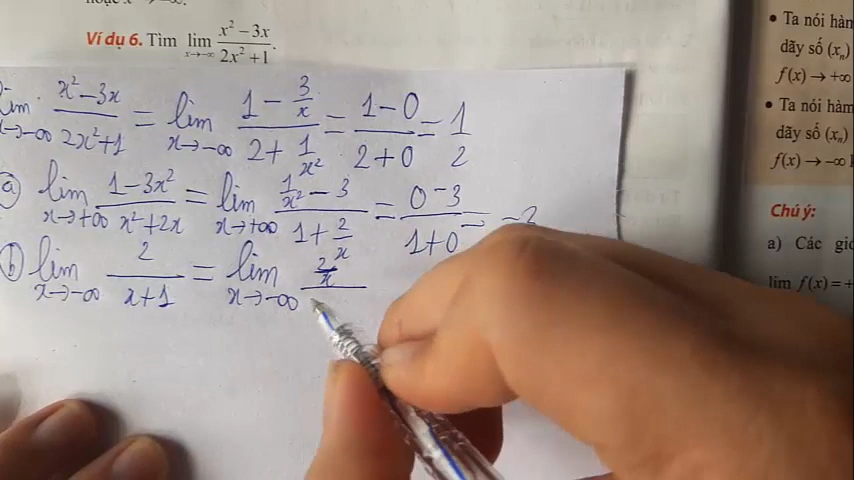 Ví dụ 6. Tìm lim x→-∞ (x² - 3x)/(2x² + 1).
lim x→-∞ (x² - 3x)/(2x² + 1) = lim x→-∞ (1 - 3/x)/(2 + 1/x²) = (1 - 0)/(2 + 0) = 1/2
a) lim x→+∞ (1 - 3x²)/(x² + 2x) = lim x→+∞ (1/x² - 3)/(1 + 2/x) = (0 - 3)/(1 + 0) =
b) lim x→-∞ 2/(x + 1) = lim x→-∞ 2/x
• Ta nói hàm
dãy số (xₙ)
f(x) → +∞
• Ta nói hàm
dãy số (xₙ)
f(x) → -∞
Chú ý:
a) Các
lim f(x) = +